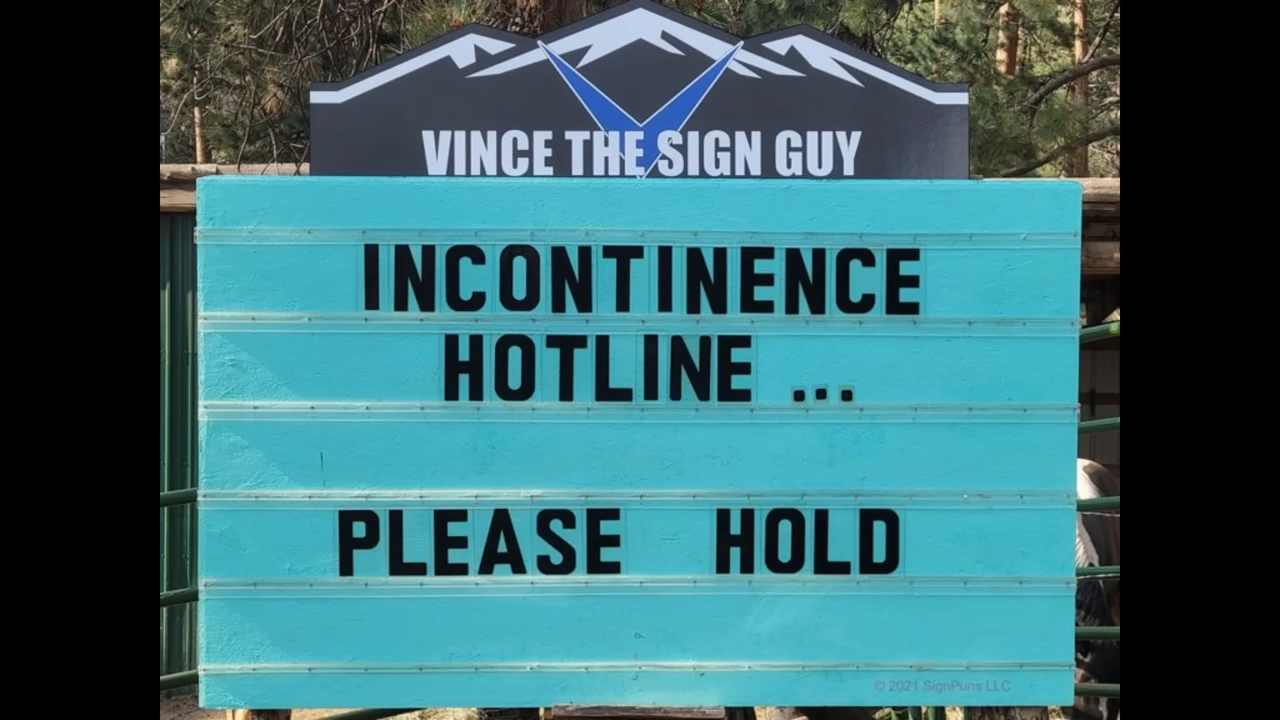 VINCE THE SIGN GUY
INCONTINENCE
HOTLINE ...
PLEASE HOLD
© 2021 SignPuns LLC